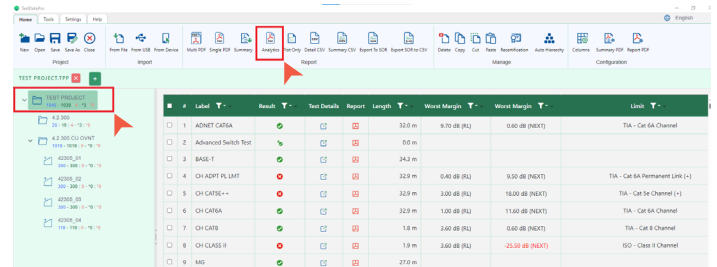 TestDataPro
Home Tools Settings Help
English
New Open Save Save As Close From File From USB From Device Multi PDF Single PDF Summary Analytics Plot Only Detail CSV Summary CSV Export To SOR Export SOR to CSV Delete Copy Cut Paste Recertification Auto Hierarchy Columns Summary PDF Report PDF
Project Import Report Manage Configuration
TEST PROJECT.TPP
TEST PROJECT
4.2.300
4.2.305 CU OVNT
42305_01
300 - 300
42305_02
300 - 300
42305_03
300 - 300
42305_04
# Label Result Test Details Report Length Worst Margin Worst Margin Limit
1 ADNET CAT6A 32.0 m 9.70 dB (RL) 0.60 dB (NEXT) TIA - Cat 6A Channel
2 Advanced Switch Test 0.0 m
3 BASE-T 34.3 m
4 CH ADPT PL LMT 32.9 m 0.40 dB (RL) 9.50 dB (NEXT) TIA - Cat 6A Permanent Link (+)
5 CH CAT5E++ 32.9 m 3.00 dB (RL) 18.00 dB (NEXT) TIA - Cat 5e Channel (+)
6 CH CAT6A 32.9 m 1.00 dB (RL) 11.60 dB (NEXT) TIA - Cat 6A Channel
7 CH CAT8 1.8 m 3.60 dB (RL) 0.60 dB (NEXT) TIA - Cat 8 Channel
8 CH CLASS II 1.9 m 3.60 dB (RL) -25.50 dB (NEXT) ISO - Class II Channel
9 MG 27.0 m